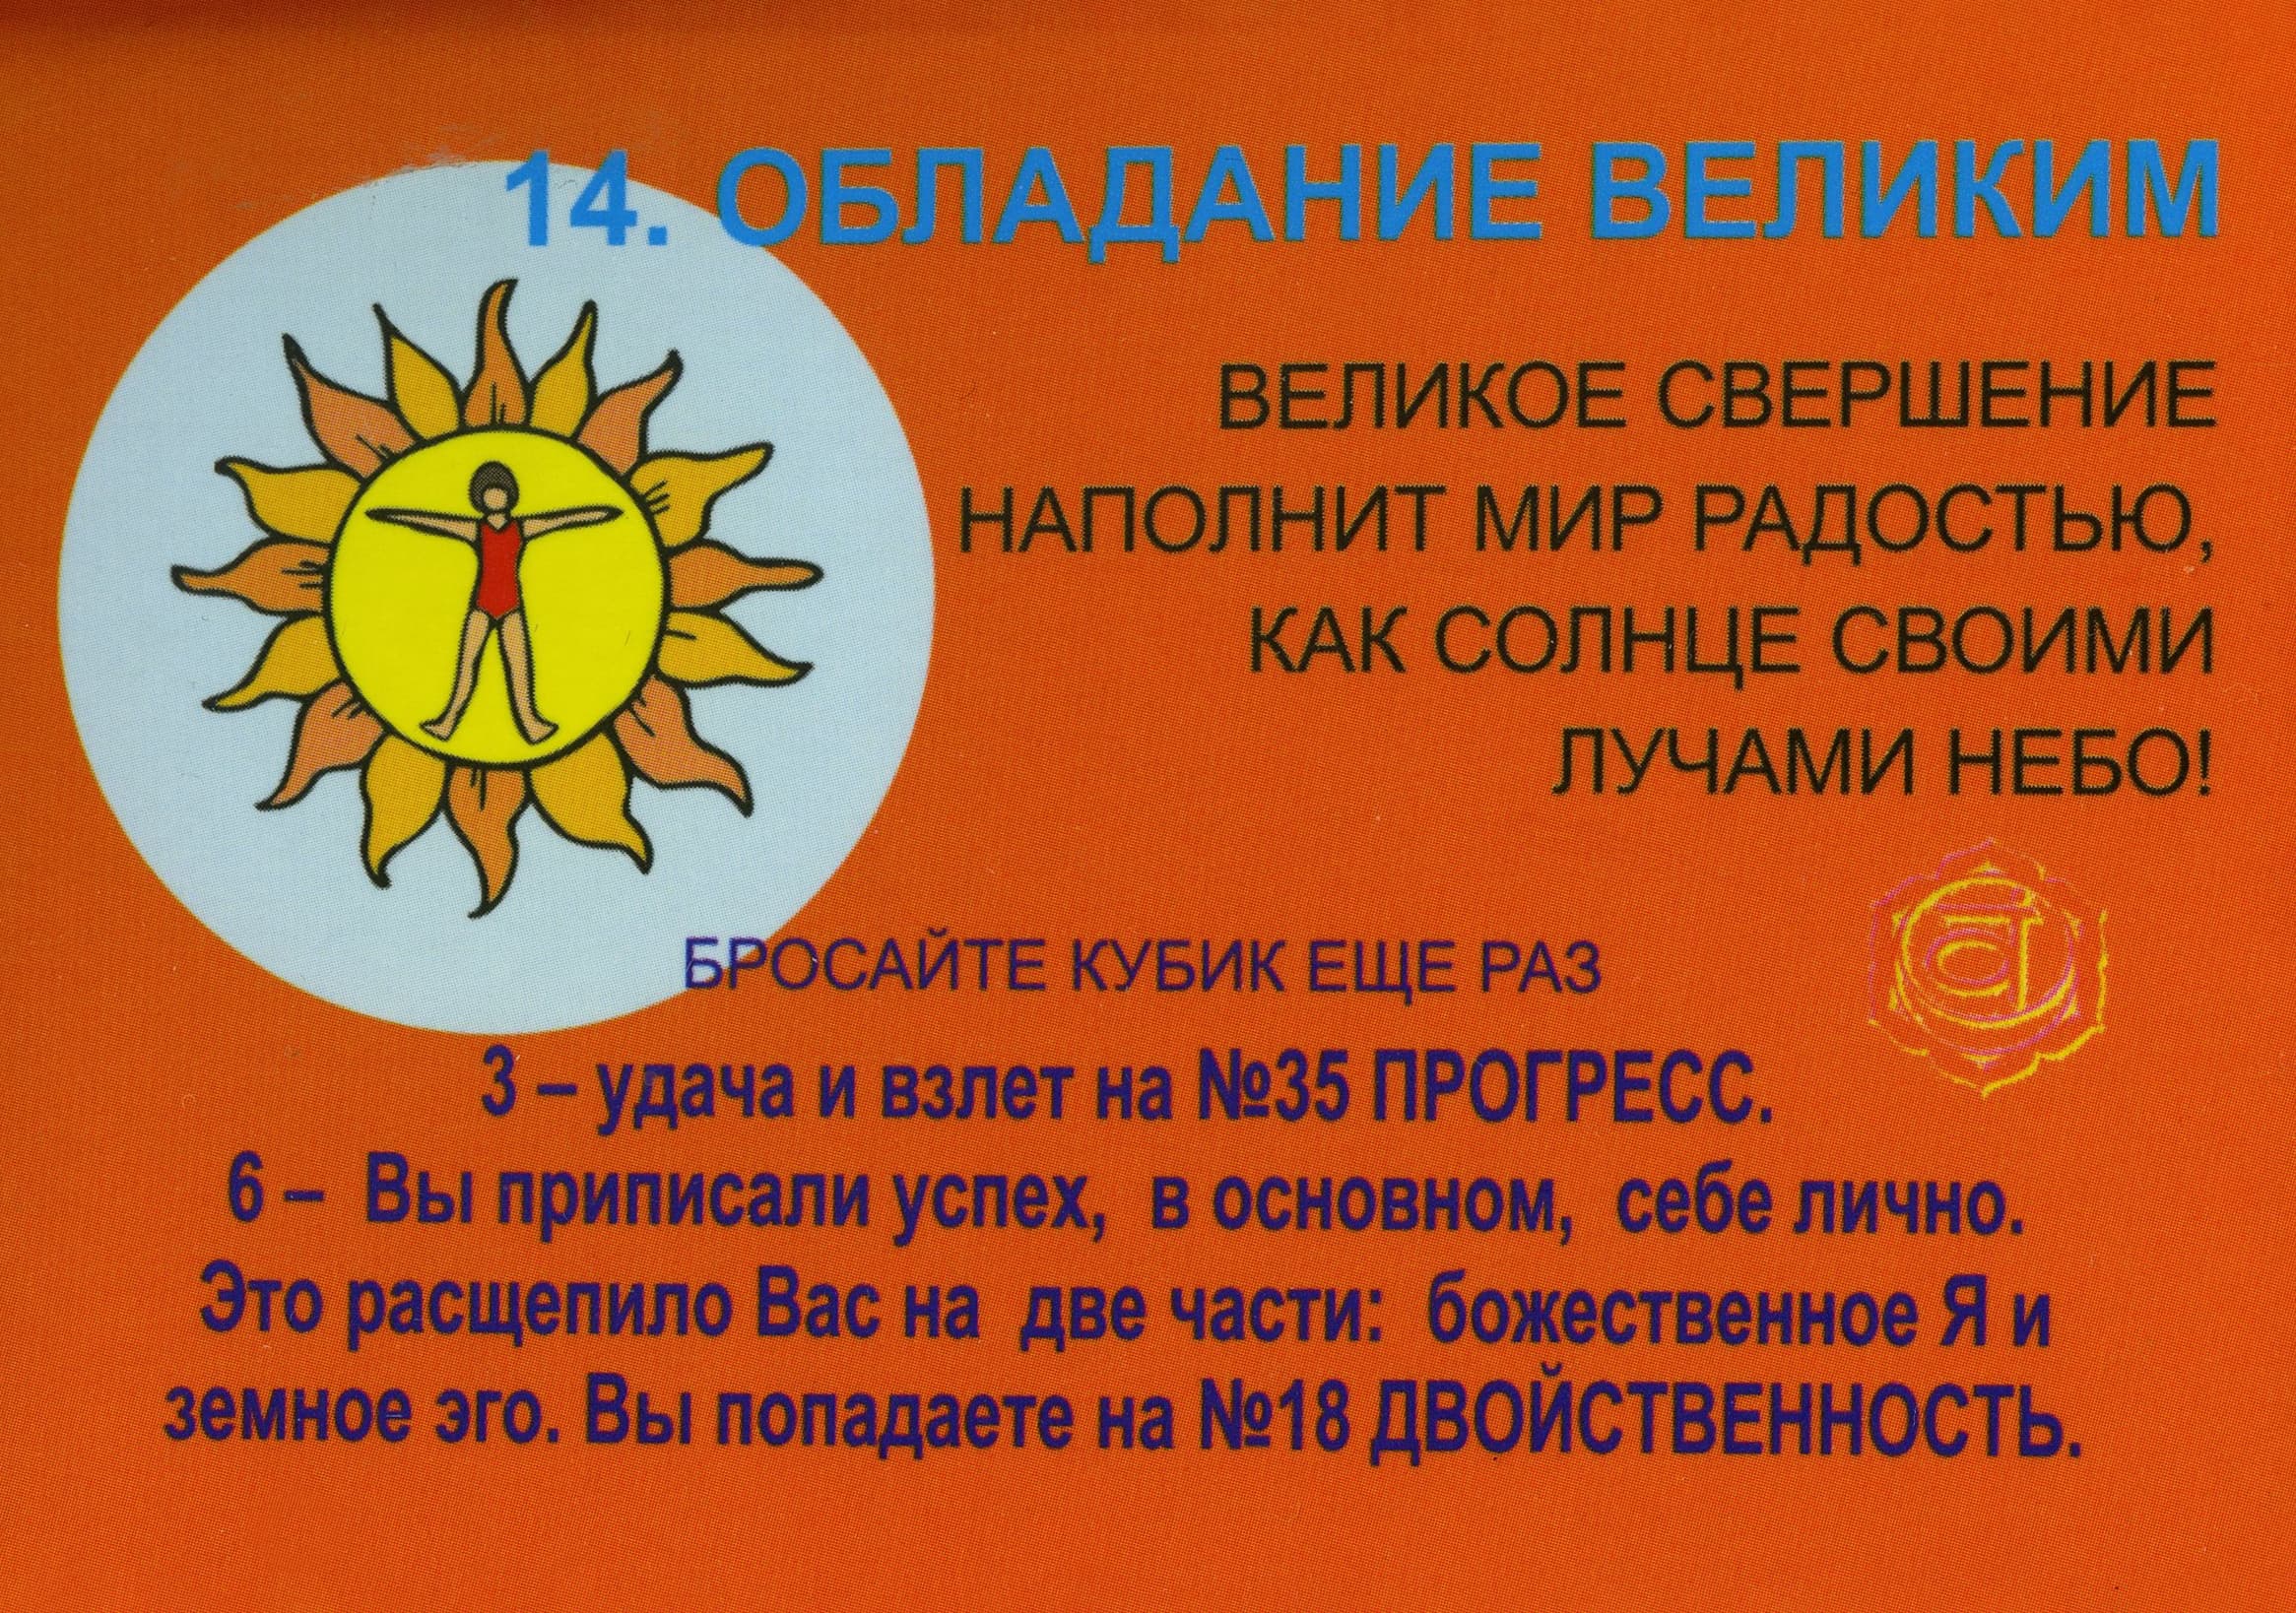 14. ОБЛАДАНИЕ ВЕЛИКИМ
ВЕЛИКОЕ СВЕРШЕНИЕ
НАПОЛНИТ МИР РАДОСТЬЮ,
КАК СОЛНЦЕ СВОИМИ
ЛУЧАМИ НЕБО!
БРОСАЙТЕ КУБИК ЕЩЕ РАЗ
3 – удача и взлет на №35 ПРОГРЕСС.
6 – Вы приписали успех, в основном, себе лично.
Это расщепило Вас на две части: божественное Я и
земное эго. Вы попадаете на №18 ДВОЙСТВЕННОСТЬ.